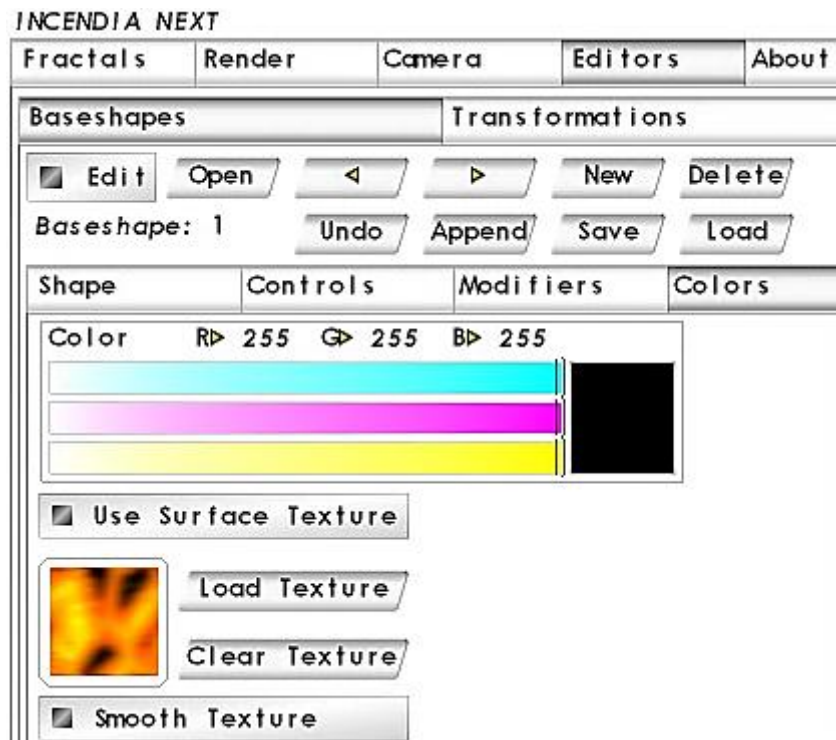 INCENDIA NEXT
Fractals Render Camera Editors About
Baseshapes Transformations
Edit Open New Delete
Baseshape: 1 Undo Append Save Load
Shape Controls Modifiers Colors
Color R 255 G 255 B 255
Use Surface Texture
Load Texture
Clear Texture
Smooth Texture